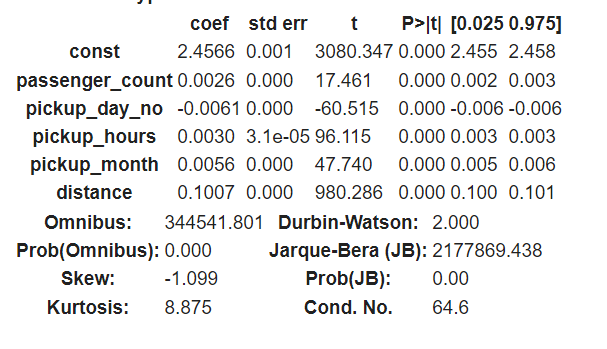 coef std err t P>|t| [0.025 0.975]
const 2.4566 0.001 3080.347 0.000 2.455 2.458
passenger_count 0.0026 0.000 17.461 0.000 0.002 0.003
pickup_day_no -0.0061 0.000 -60.515 0.000 -0.006 -0.006
pickup_hours 0.0030 3.1e-05 96.115 0.000 0.003 0.003
pickup_month 0.0056 0.000 47.740 0.000 0.005 0.006
distance 0.1007 0.000 980.286 0.000 0.100 0.101
Omnibus: 344541.801 Durbin-Watson: 2.000
Prob(Omnibus): 0.000 Jarque-Bera (JB): 2177869.438
Skew: -1.099 Prob(JB): 0.00
Kurtosis: 8.875 Cond. No. 64.6